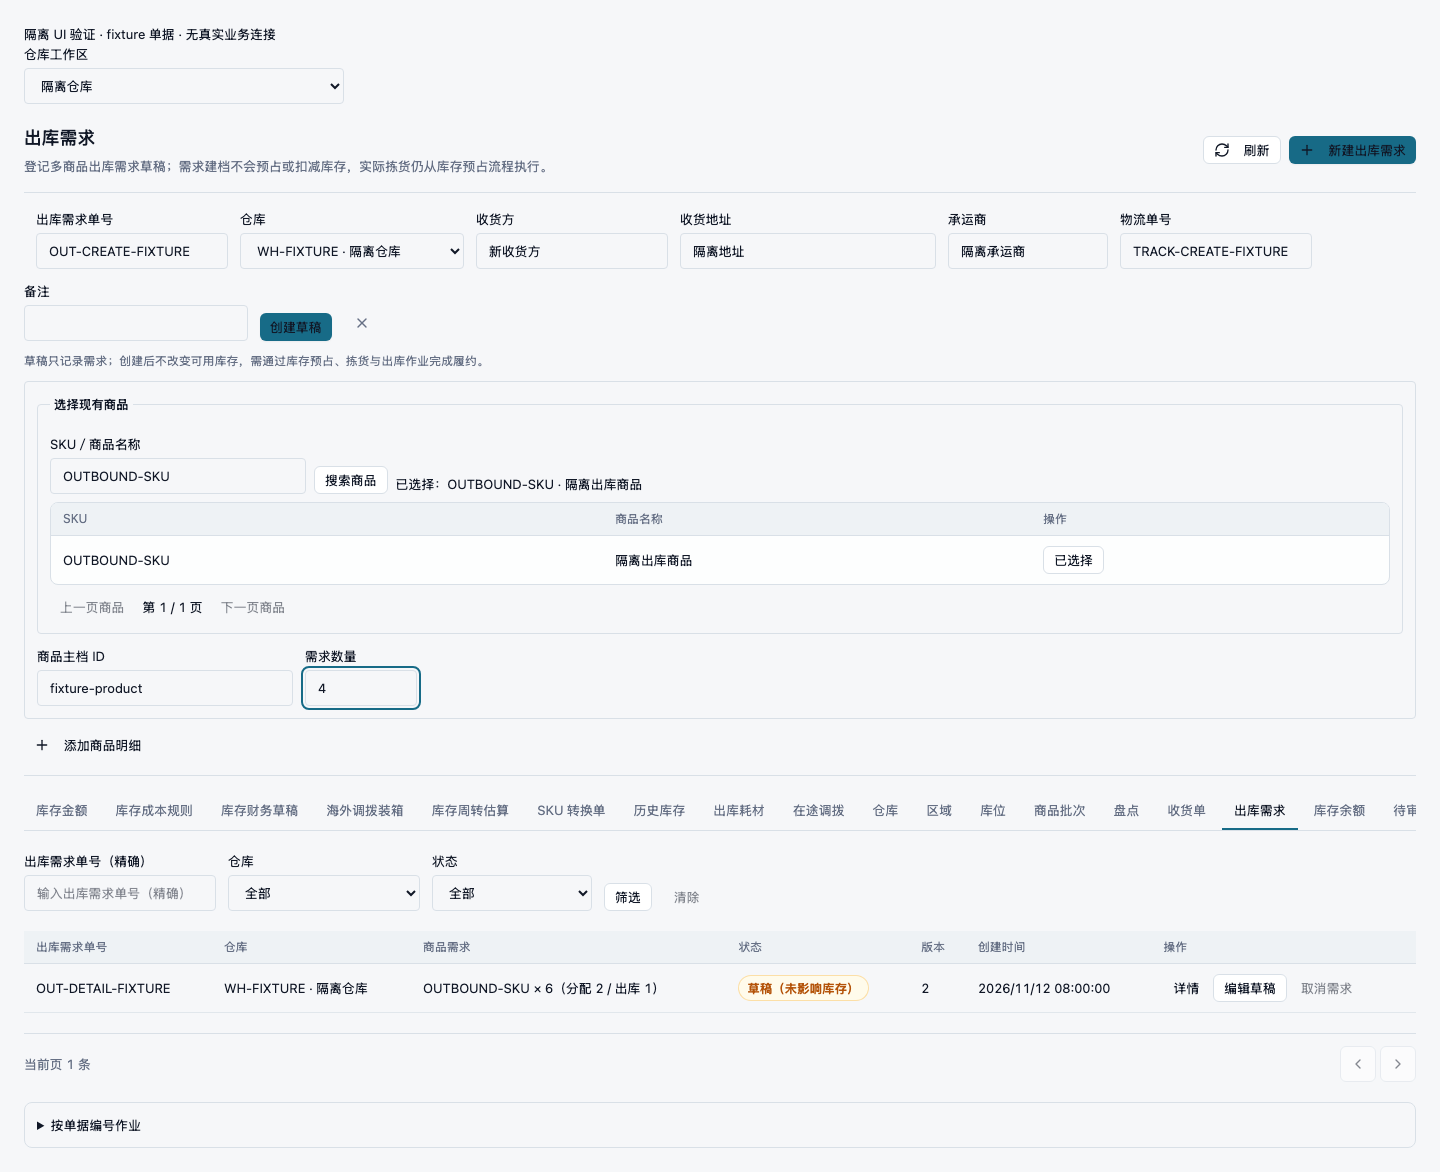 隔离 UI 验证 · fixture 单据 · 无真实业务连接
仓库工作区
隔离仓库
出库需求
登记多商品出库需求草稿；需求建档不会预占或扣减库存，实际拣货仍从库存预占流程执行。
刷新
新建出库需求
出库需求单号 仓库 收货方 收货地址 承运商 物流单号
OUT-CREATE-FIXTURE WH-FIXTURE · 隔离仓库 新收货方 隔离地址 隔离承运商 TRACK-CREATE-FIXTURE
备注
创建草稿
草稿只记录需求；创建后不改变可用库存，需通过库存预占、拣货与出库作业完成履约。
选择现有商品
SKU / 商品名称
OUTBOUND-SKU 搜索商品 已选择：OUTBOUND-SKU · 隔离出库商品
SKU 商品名称 操作
OUTBOUND-SKU 隔离出库商品 已选择
上一页商品 第 1 / 1 页 下一页商品
商品主档 ID 需求数量
fixture-product 4
添加商品明细
库存金额 库存成本规则 库存财务草稿 海外调拨装箱 库存周转估算 SKU 转换单 历史库存 出库耗材 在途调拨 仓库 区域 库位 商品批次 盘点 收货单 出库需求 库存余额 待审
出库需求单号（精确） 仓库 状态
输入出库需求单号（精确） 全部 全部 筛选 清除
出库需求单号 仓库 商品需求 状态 版本 创建时间 操作
OUT-DETAIL-FIXTURE WH-FIXTURE · 隔离仓库 OUTBOUND-SKU × 6（分配 2 / 出库 1） 草稿（未影响库存） 2 2026/11/12 08:00:00 详情 编辑草稿 取消需求
当前页 1 条
按单据编号作业